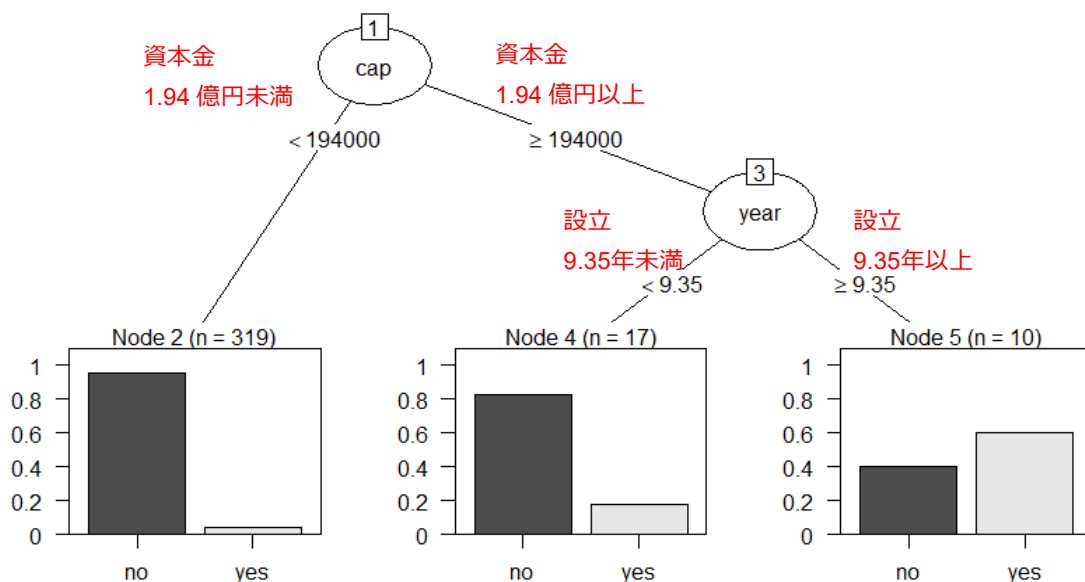 1
cap
資本金
1.94 億円未満
資本金
1.94 億円以上
< 194000
≥ 194000
3
year
設立
9.35年未満
設立
9.35年以上
< 9.35
≥ 9.35
Node 2 (n = 319)
1
0.8
0.6
0.4
0.2
0
no
yes
Node 4 (n = 17)
1
0.8
0.6
0.4
0.2
0
no
yes
Node 5 (n = 10)
1
0.8
0.6
0.4
0.2
0
no
yes